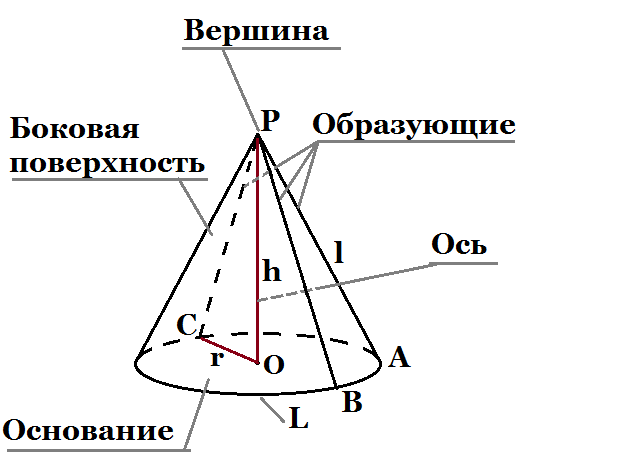 Вершина
P
Боковая
поверхность
Образующие
Ось
l
h
C
r
O
A
B
L
Основание